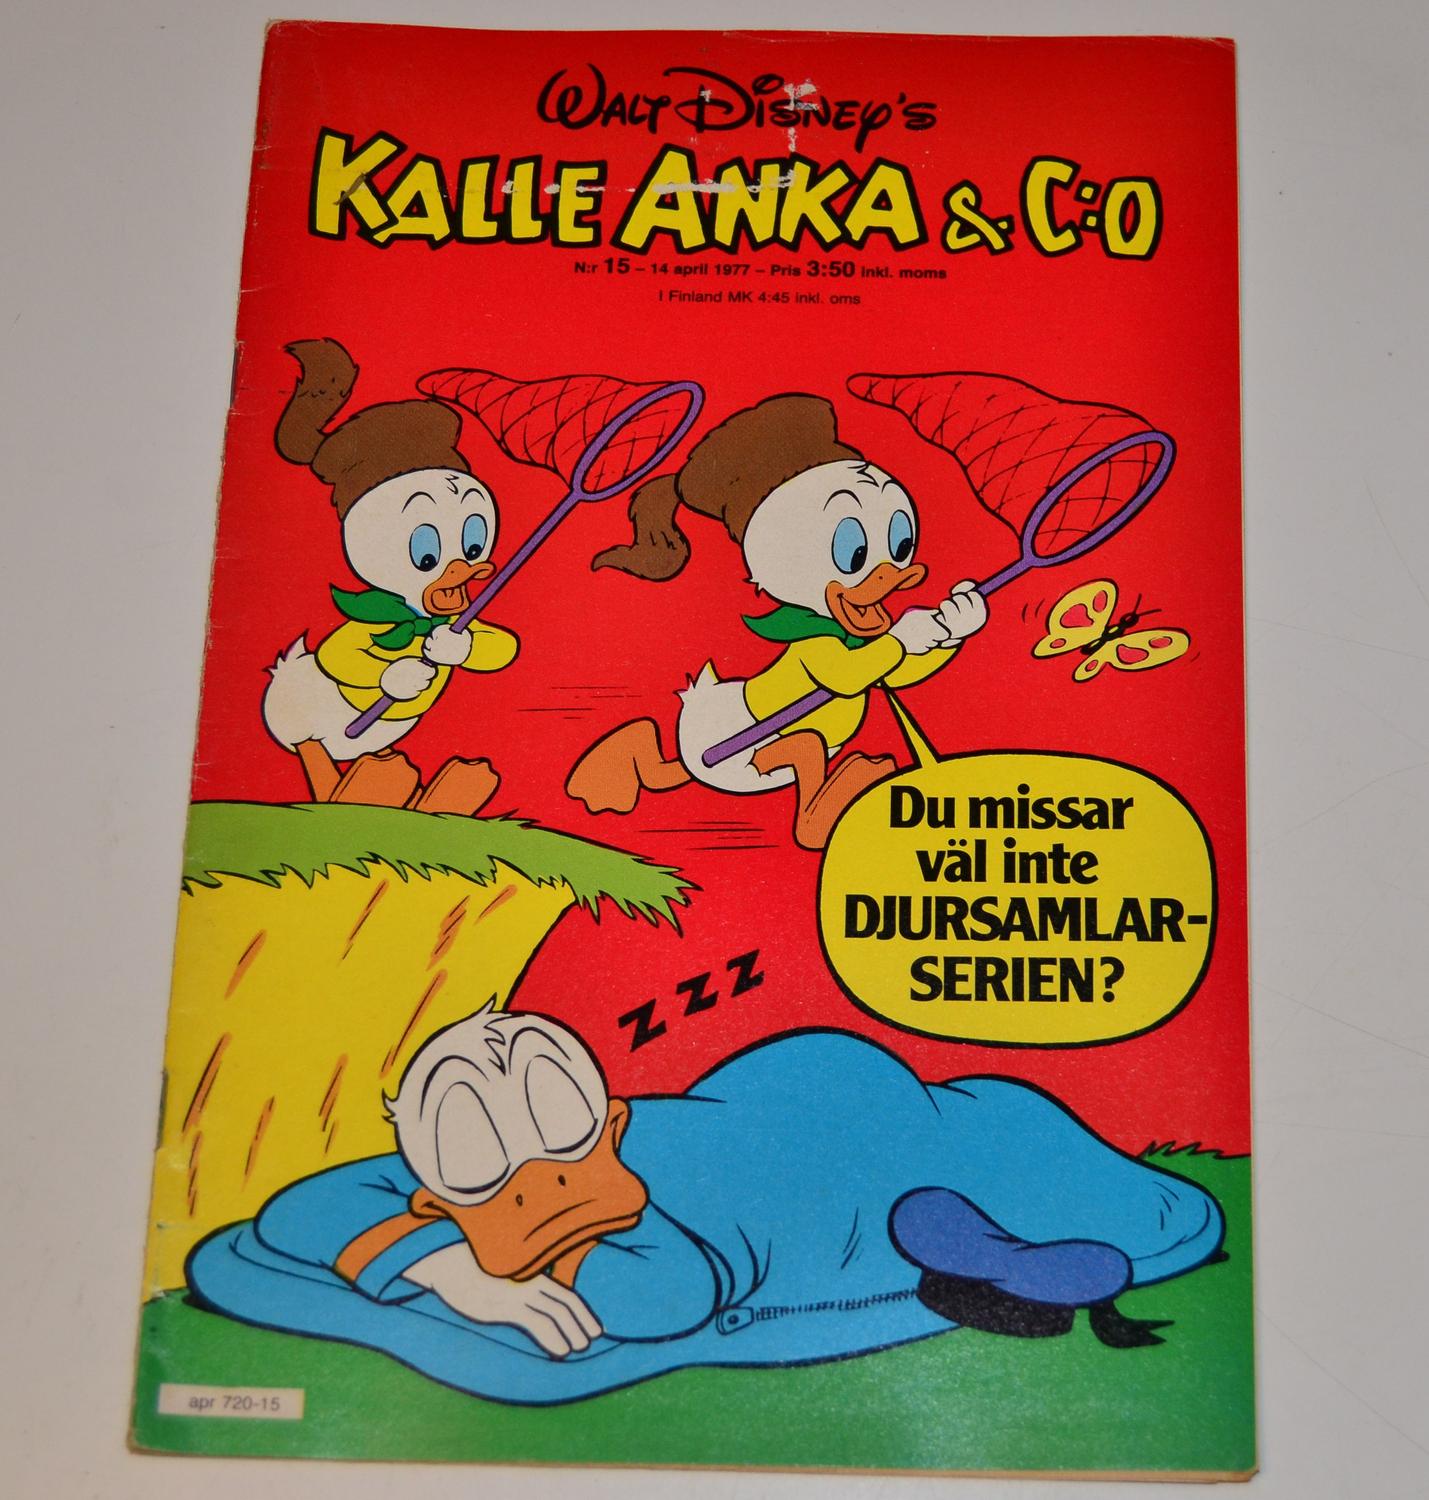 WALT DISNEY'S
KALLE ANKA & C:O
N:r 15 – 14 april 1977 – Pris 3:50 inkl. moms
I Finland MK 4:45 inkl. oms
Du missar
väl inte
DJURSAMLAR-
SERIEN?
Z Z Z
apr 720-15